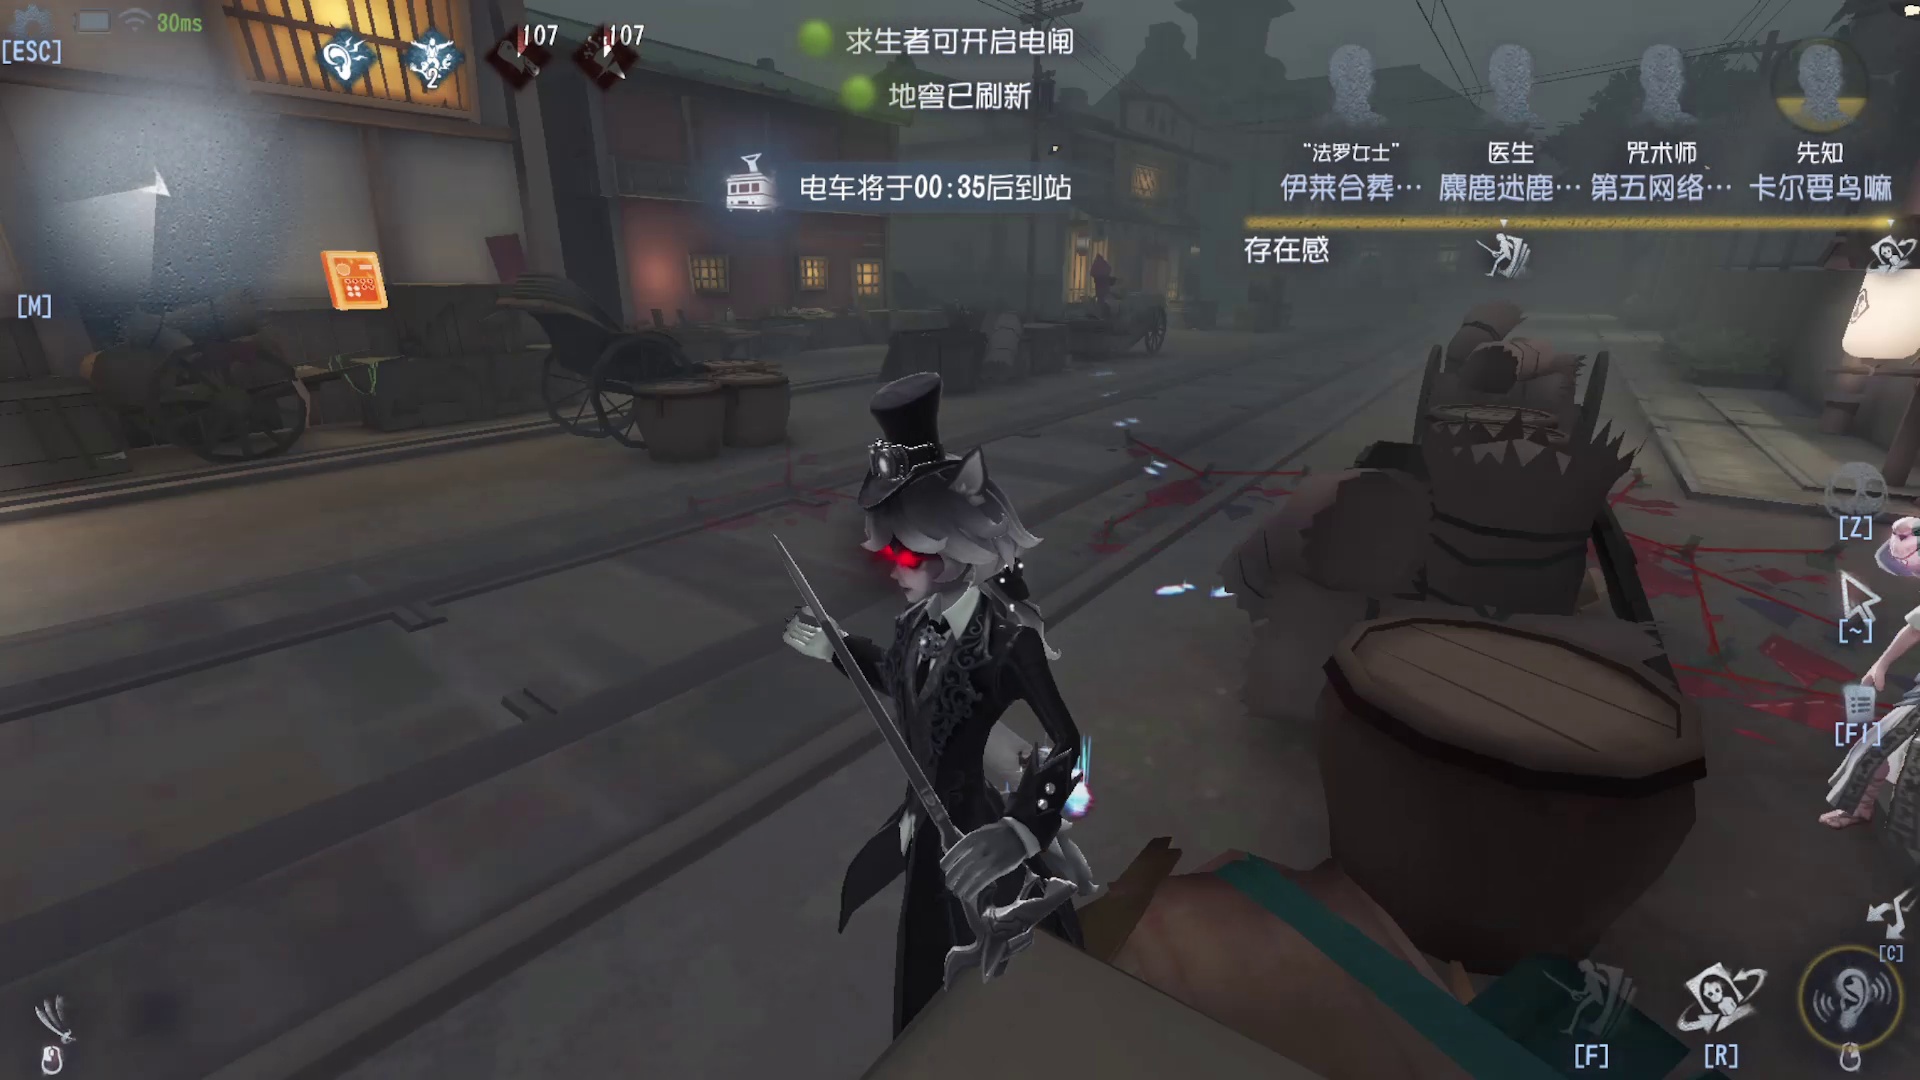 30ms
[ESC]
2
107
107
求生者可开启电闸
地窖已刷新
电车将于00:35后到站
“法罗女士”
医生
咒术师
先知
伊莱合葬…
麋鹿迷鹿…
第五网络…
卡尔要鸟嘛
存在感
[M]
[Z]
[~]
[F1]
[C]
[F]
[R]